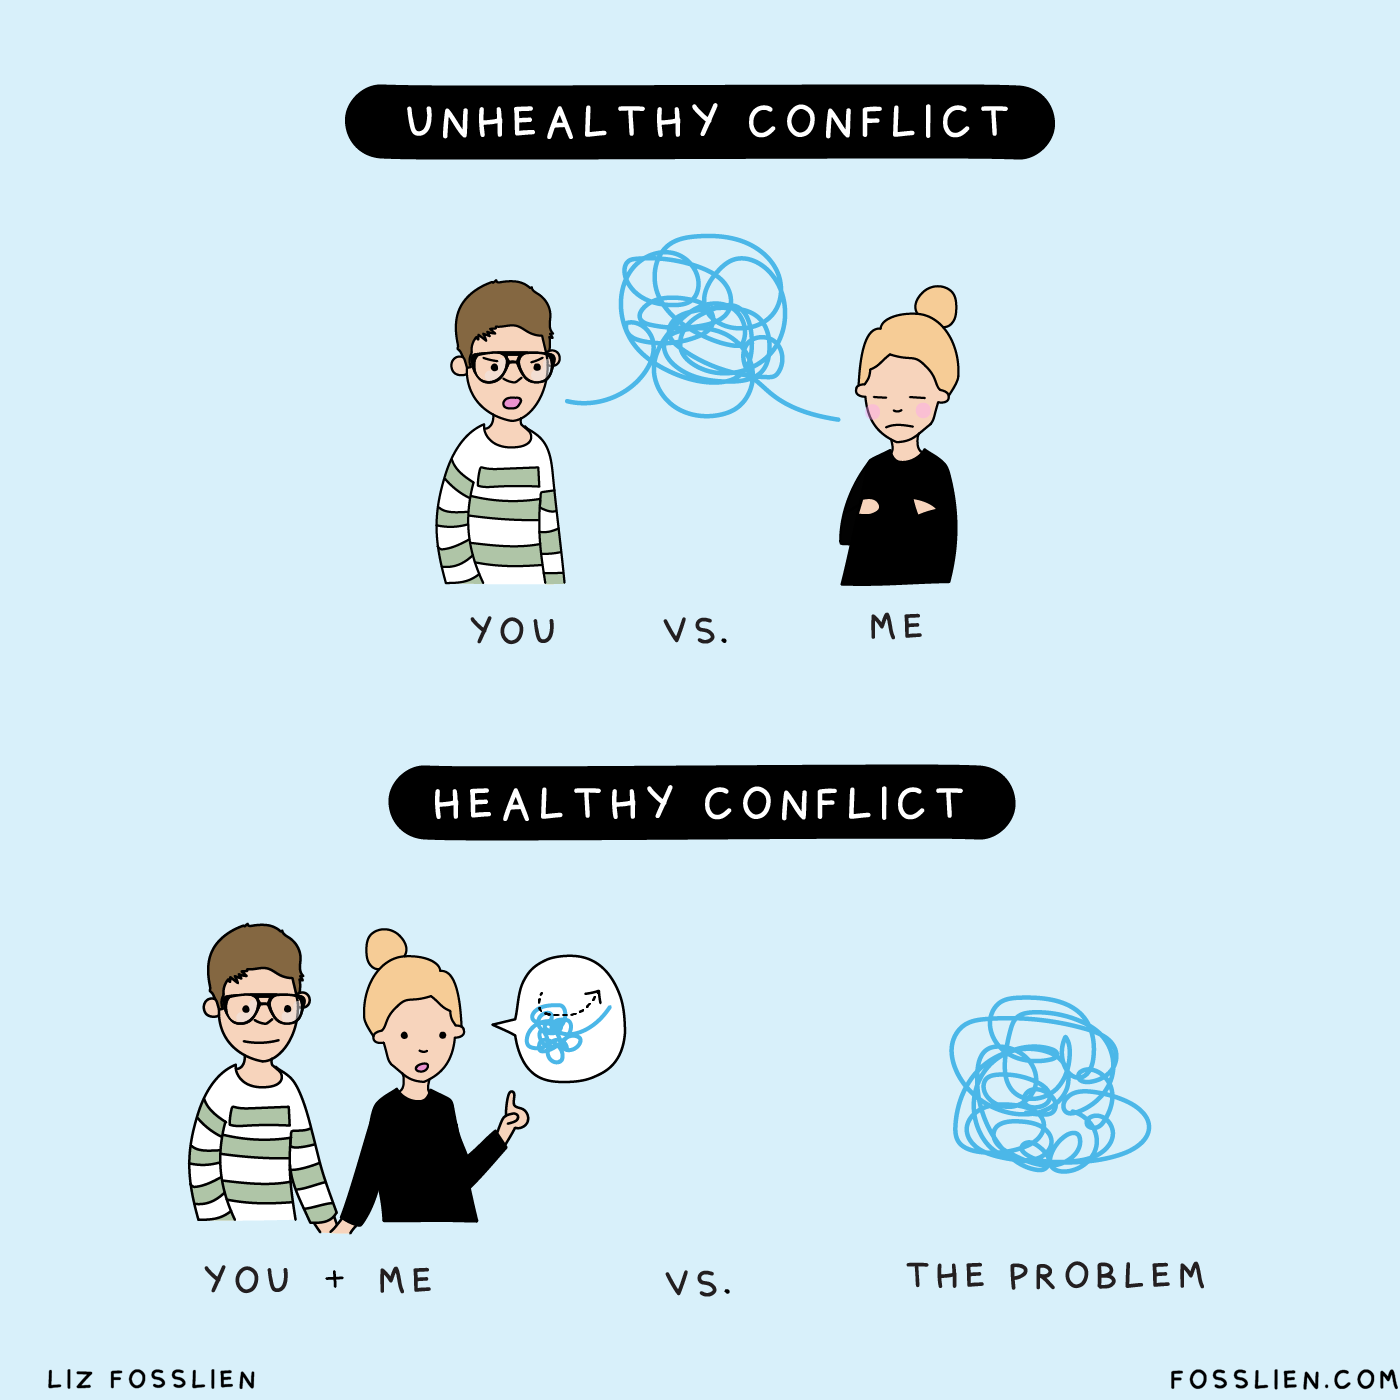 UNHEALTHY CONFLICT
YOU VS. ME
HEALTHY CONFLICT
YOU + ME VS. THE PROBLEM
LIZ FOSSLIEN FOSSLIEN.COM